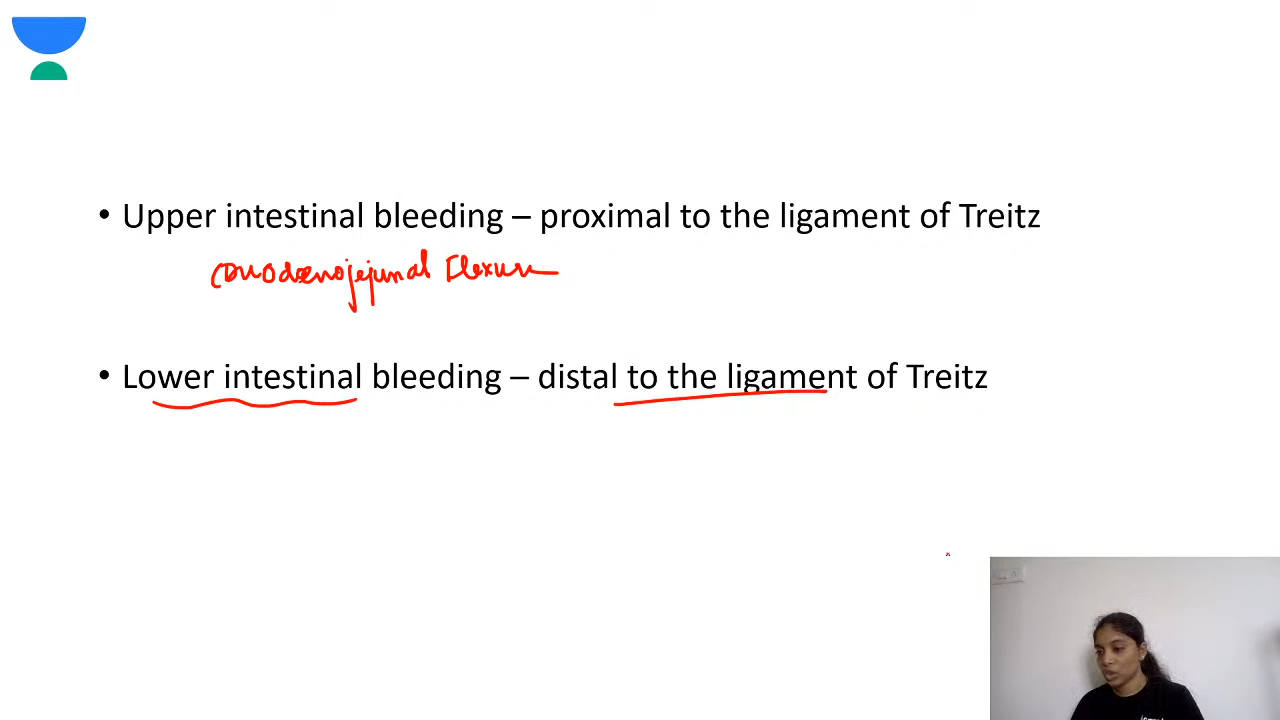 • Upper intestinal bleeding – proximal to the ligament of Treitz
Duodenojejunal flexure
• Lower intestinal bleeding – distal to the ligament of Treitz